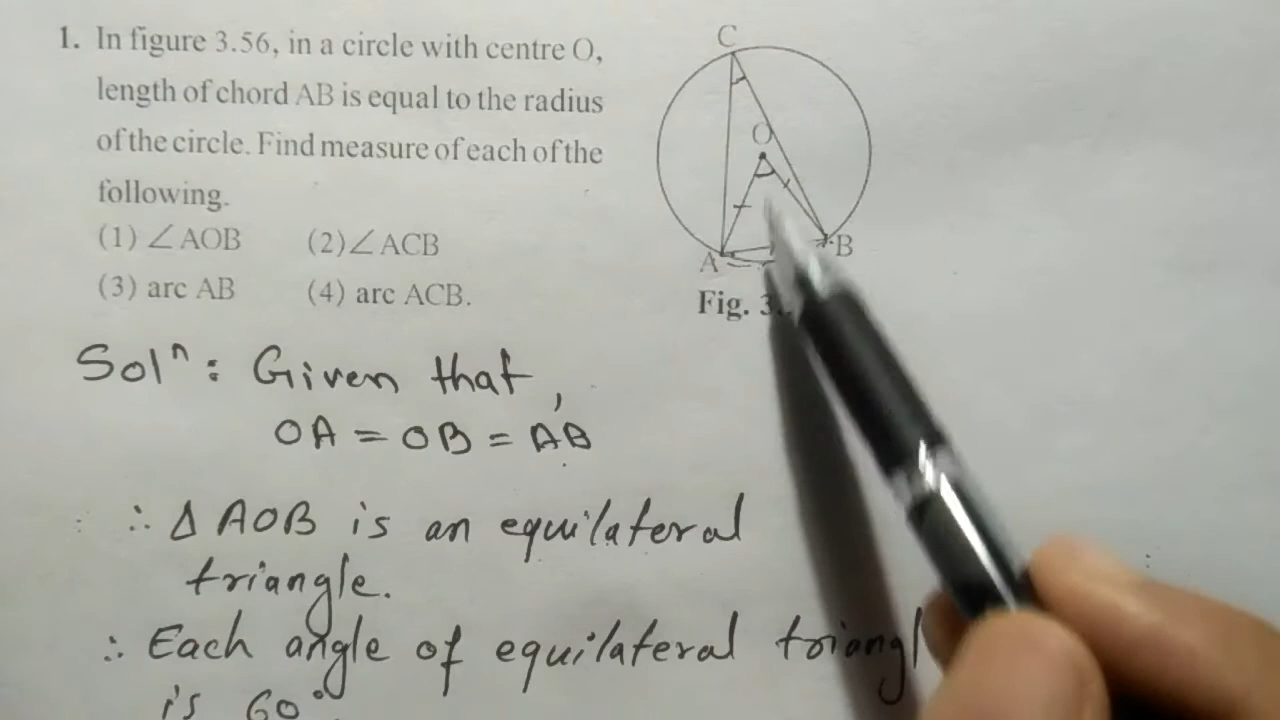 1. In figure 3.56, in a circle with centre O,
length of chord AB is equal to the radius
of the circle. Find measure of each of the
following.
(1) ∠AOB (2)∠ACB
(3) arc AB (4) arc ACB.
C
O
A
B
Fig. 3.
Solⁿ : Given that,
OA = OB = AB
∴ Δ AOB is an equilateral
triangle.
∴ Each angle of equilateral triangl
is 60°.